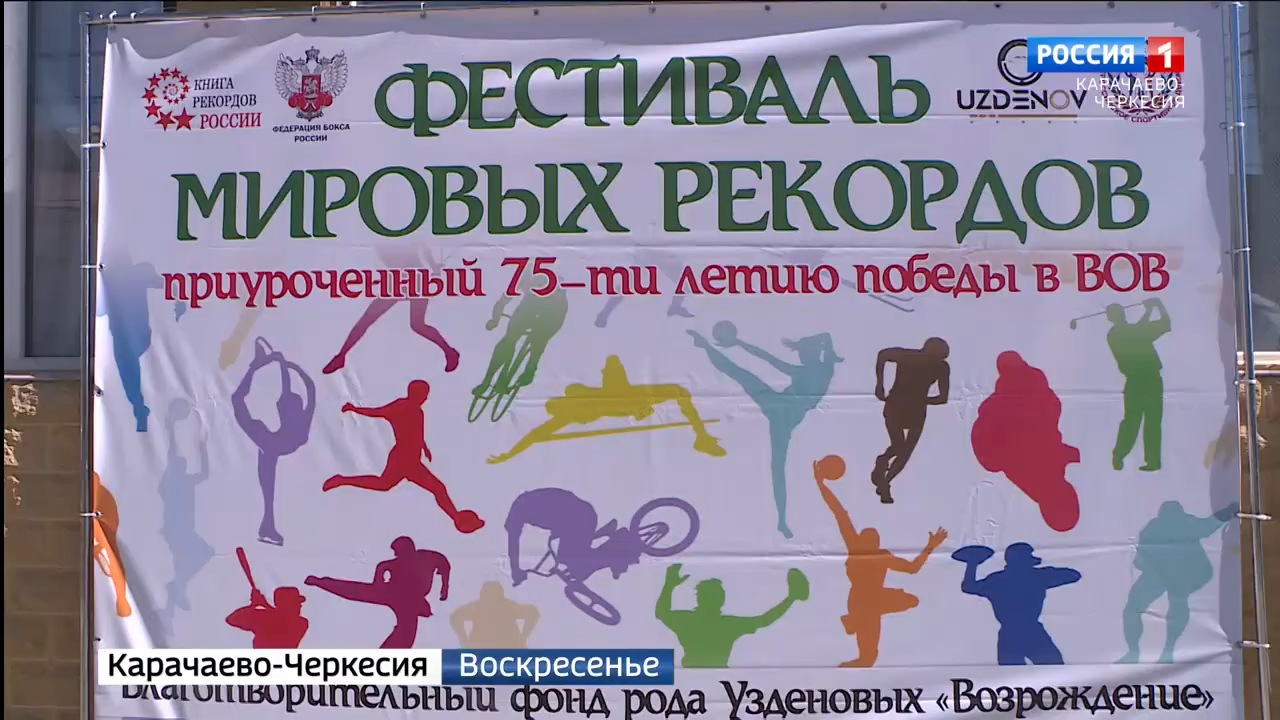 КНИГА
РЕКОРДОВ
РОССИИ
ФЕДЕРАЦИЯ БОКСА
РОССИИ
ФЕСТИВАЛЬ
UZDENOV
РОССИЯ 1
КАРАЧАЕВО-
ЧЕРКЕСИЯ
МИРОВЫХ РЕКОРДОВ
приуроченный 75-ти летию победы в ВОВ
Карачаево-Черкесия Воскресенье
Благотворительный фонд рода Узденовых «Возрождение»